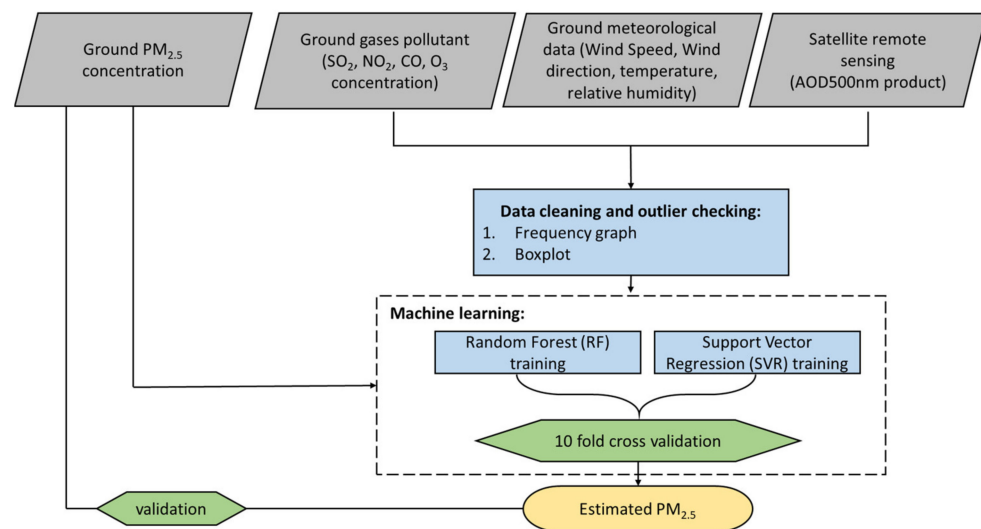 Ground PM2.5
concentration
Ground gases pollutant
(SO2, NO2, CO, O3
concentration)
Ground meteorological
data (Wind Speed, Wind
direction, temperature,
relative humidity)
Satellite remote
sensing
(AOD500nm product)
Data cleaning and outlier checking:
1. Frequency graph
2. Boxplot
Machine learning:
Random Forest (RF)
training
Support Vector
Regression (SVR) training
10 fold cross validation
validation
Estimated PM2.5